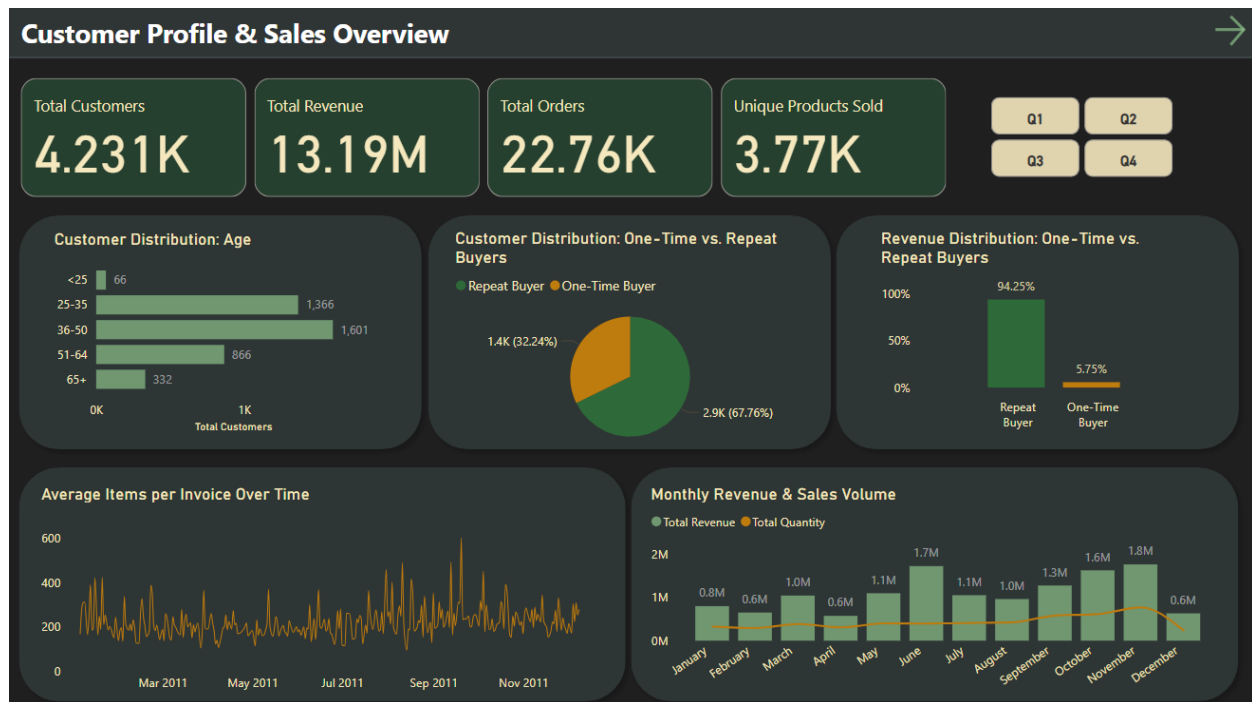 Customer Profile & Sales Overview
Total Customers
4.231K
Total Revenue
13.19M
Total Orders
22.76K
Unique Products Sold
3.77K
Q1
Q2
Q3
Q4
Customer Distribution: Age
<25
66
25-35
1,366
36-50
1,601
51-64
866
65+
332
0K
1K
Total Customers
Customer Distribution: One-Time vs. Repeat
Buyers
Repeat Buyer
One-Time Buyer
1.4K (32.24%)
2.9K (67.76%)
Revenue Distribution: One-Time vs.
Repeat Buyers
100%
50%
0%
94.25%
5.75%
Repeat
Buyer
One-Time
Buyer
Average Items per Invoice Over Time
600
400
200
0
Mar 2011
May 2011
Jul 2011
Sep 2011
Nov 2011
Monthly Revenue & Sales Volume
Total Revenue
Total Quantity
2M
1M
0M
0.8M
0.6M
1.0M
0.6M
1.1M
1.7M
1.1M
1.0M
1.3M
1.6M
1.8M
0.6M
January
February
March
April
May
June
July
August
September
October
November
December